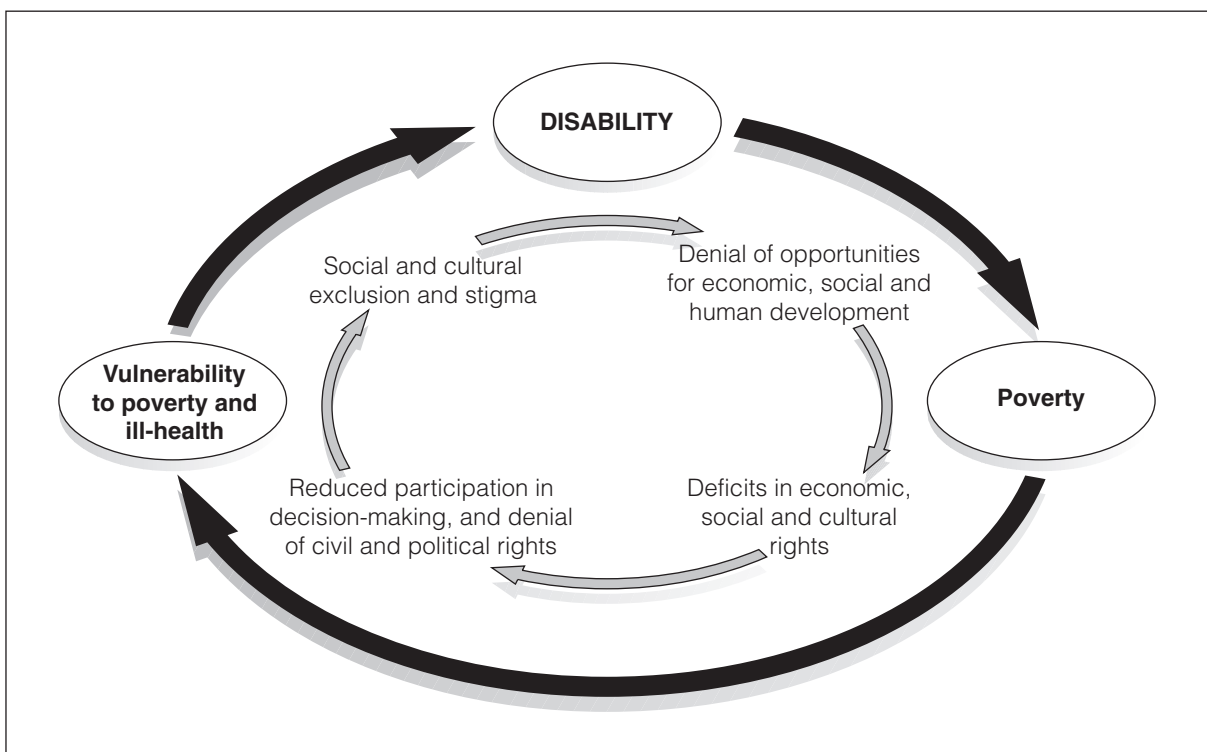 DISABILITY
Social and cultural
exclusion and stigma
Denial of opportunities
for economic, social and
human development
Vulnerability
to poverty and
ill-health
Poverty
Reduced participation in
decision-making, and denial
of civil and political rights
Deficits in economic,
social and cultural
rights